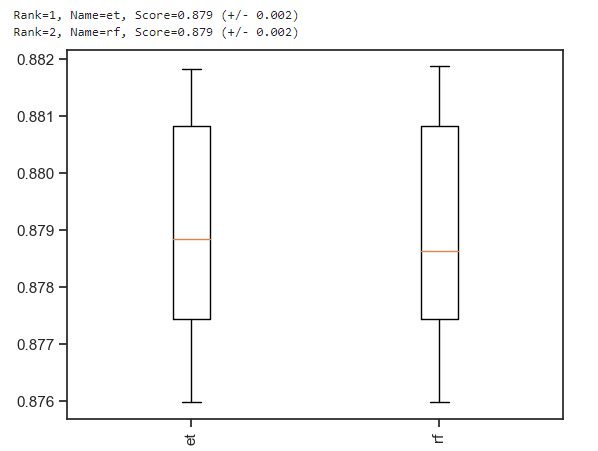 Rank=1, Name=et, Score=0.879 (+/- 0.002)
Rank=2, Name=rf, Score=0.879 (+/- 0.002)
0.882
0.881
0.880
0.879
0.878
0.877
0.876
et
rf